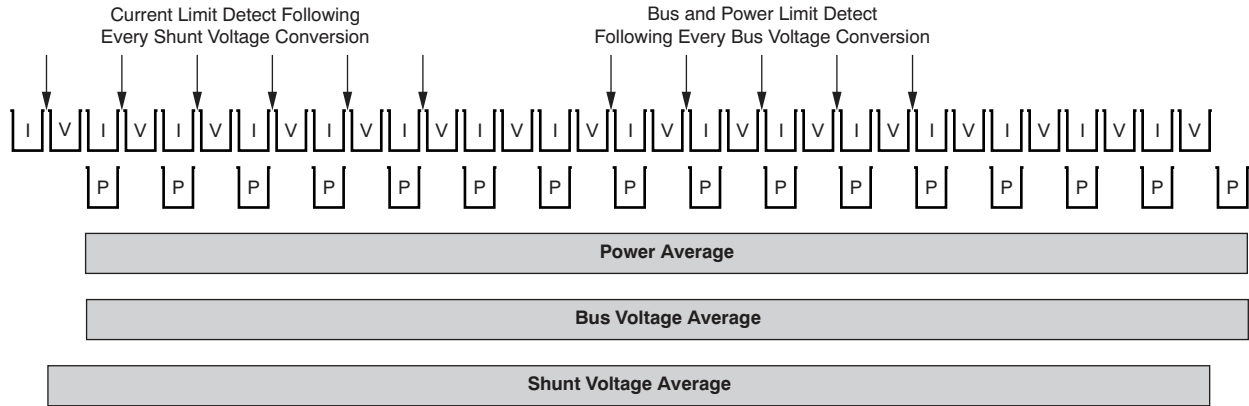 Current Limit Detect Following
Every Shunt Voltage Conversion
Bus and Power Limit Detect
Following Every Bus Voltage Conversion
I V I V I V I V I V I V I V I V I V I V I V I V I V I V I V I V
P P P P P P P P P P P P P P P P
Power Average
Bus Voltage Average
Shunt Voltage Average